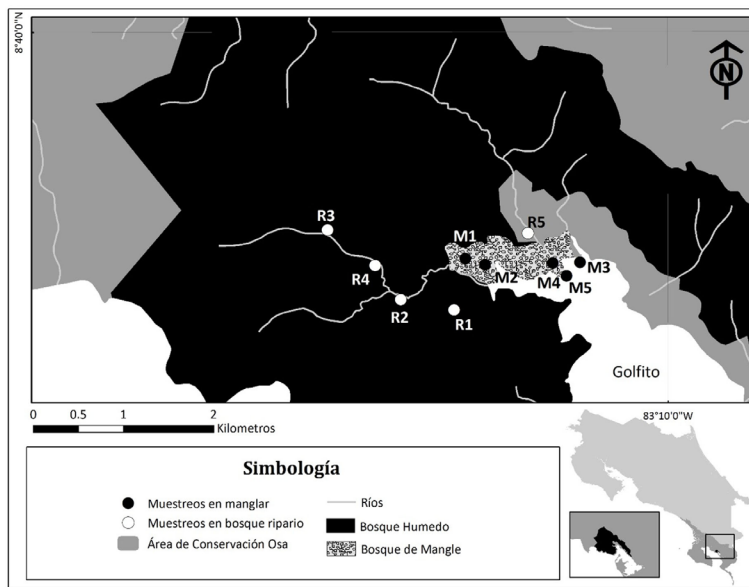 8°40'0"N
N
R3
R5
M1
R4
M2
M4
M3
M5
R2
R1
Golfito
0 0.5 1 2
Kilometros
83°10'0"W
Simbología
Muestreos en manglar
Ríos
Muestreos en bosque ripario
Bosque Humedo
Área de Conservación Osa
Bosque de Mangle